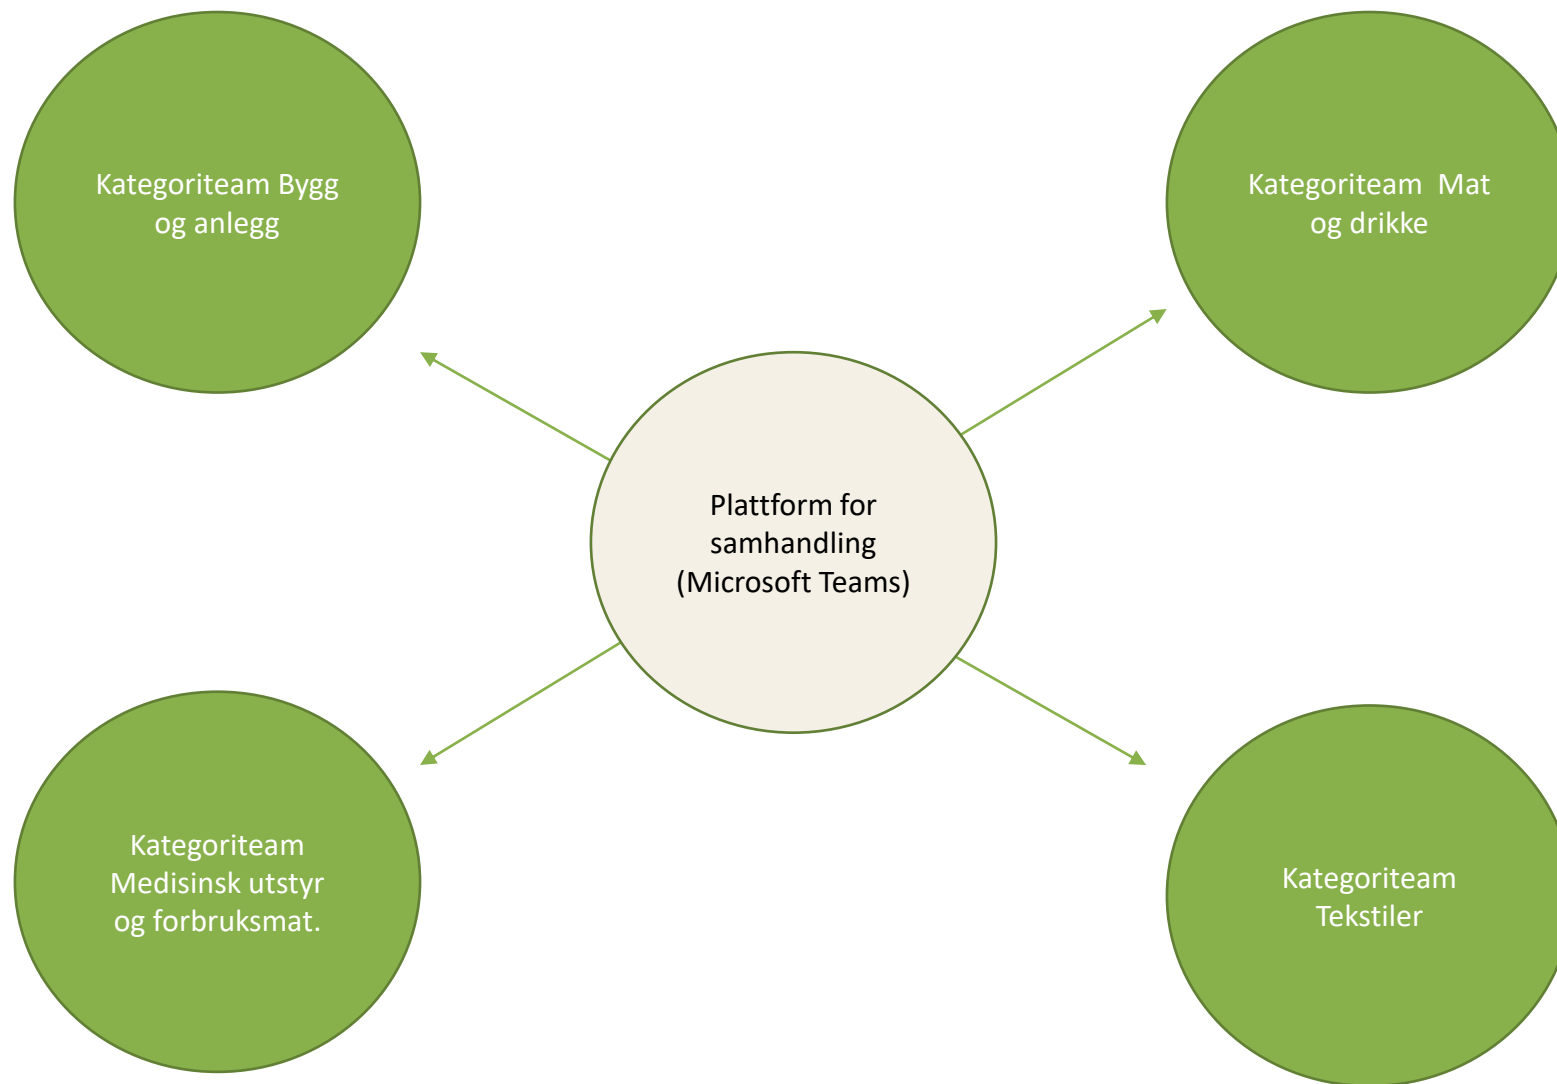 Kategoriteam Bygg
og anlegg
Kategoriteam  Mat
og drikke
Plattform for
samhandling
(Microsoft Teams)
Kategoriteam
Medisinsk utstyr
og forbruksmat.
Kategoriteam
Tekstiler